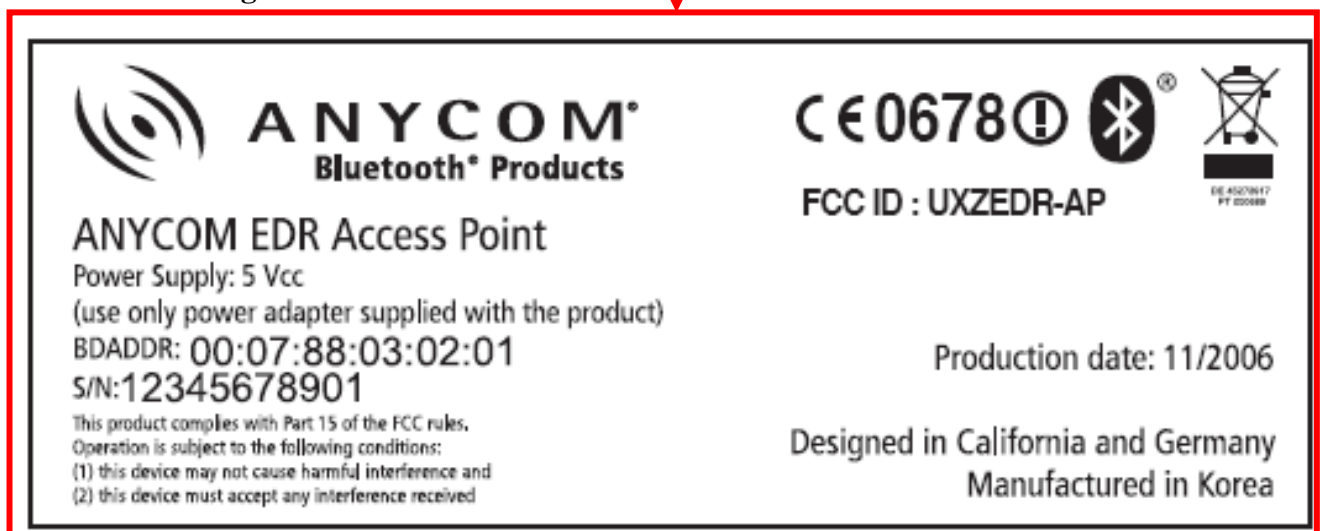 ANYCOM®
Bluetooth® Products
CE0678
®
FCC ID : UXZEDR-AP
ANYCOM EDR Access Point
Power Supply: 5 Vcc
(use only power adapter supplied with the product)
BDADDR: 00:07:88:03:02:01
S/N:12345678901
This product complies with Part 15 of the FCC rules.
Operation is subject to the following conditions:
(1) this device may not cause harmful interference and
(2) this device must accept any interference received
Production date: 11/2006
Designed in California and Germany
Manufactured in Korea